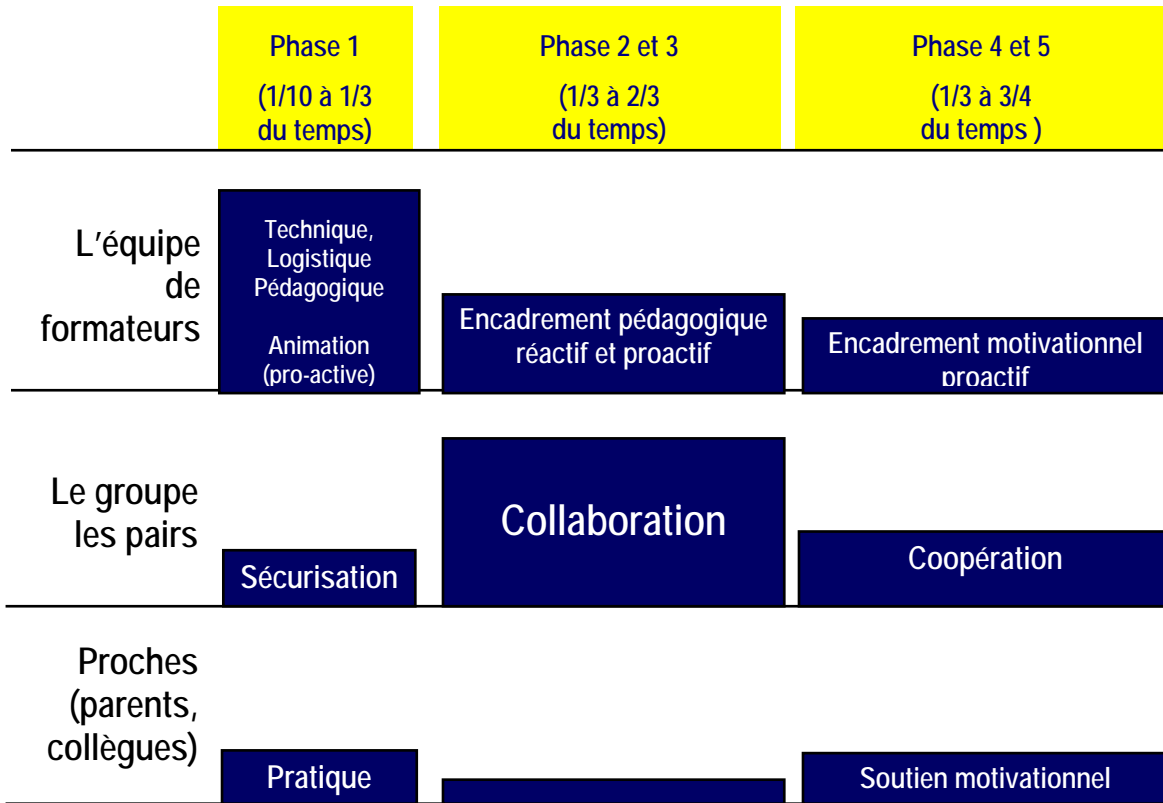 Phase 1
(1/10 à 1/3
du temps)
Phase 2 et 3
(1/3 à 2/3
du temps)
Phase 4 et 5
(1/3 à 3/4
du temps )
L'équipe
de
formateurs
Technique,
Logistique
Pédagogique
Animation
(pro-active)
Encadrement pédagogique
réactif et proactif
Encadrement motivationnel
proactif
Le groupe
les pairs
Sécurisation
Collaboration
Coopération
Proches
(parents,
collègues)
Pratique
Soutien motivationnel